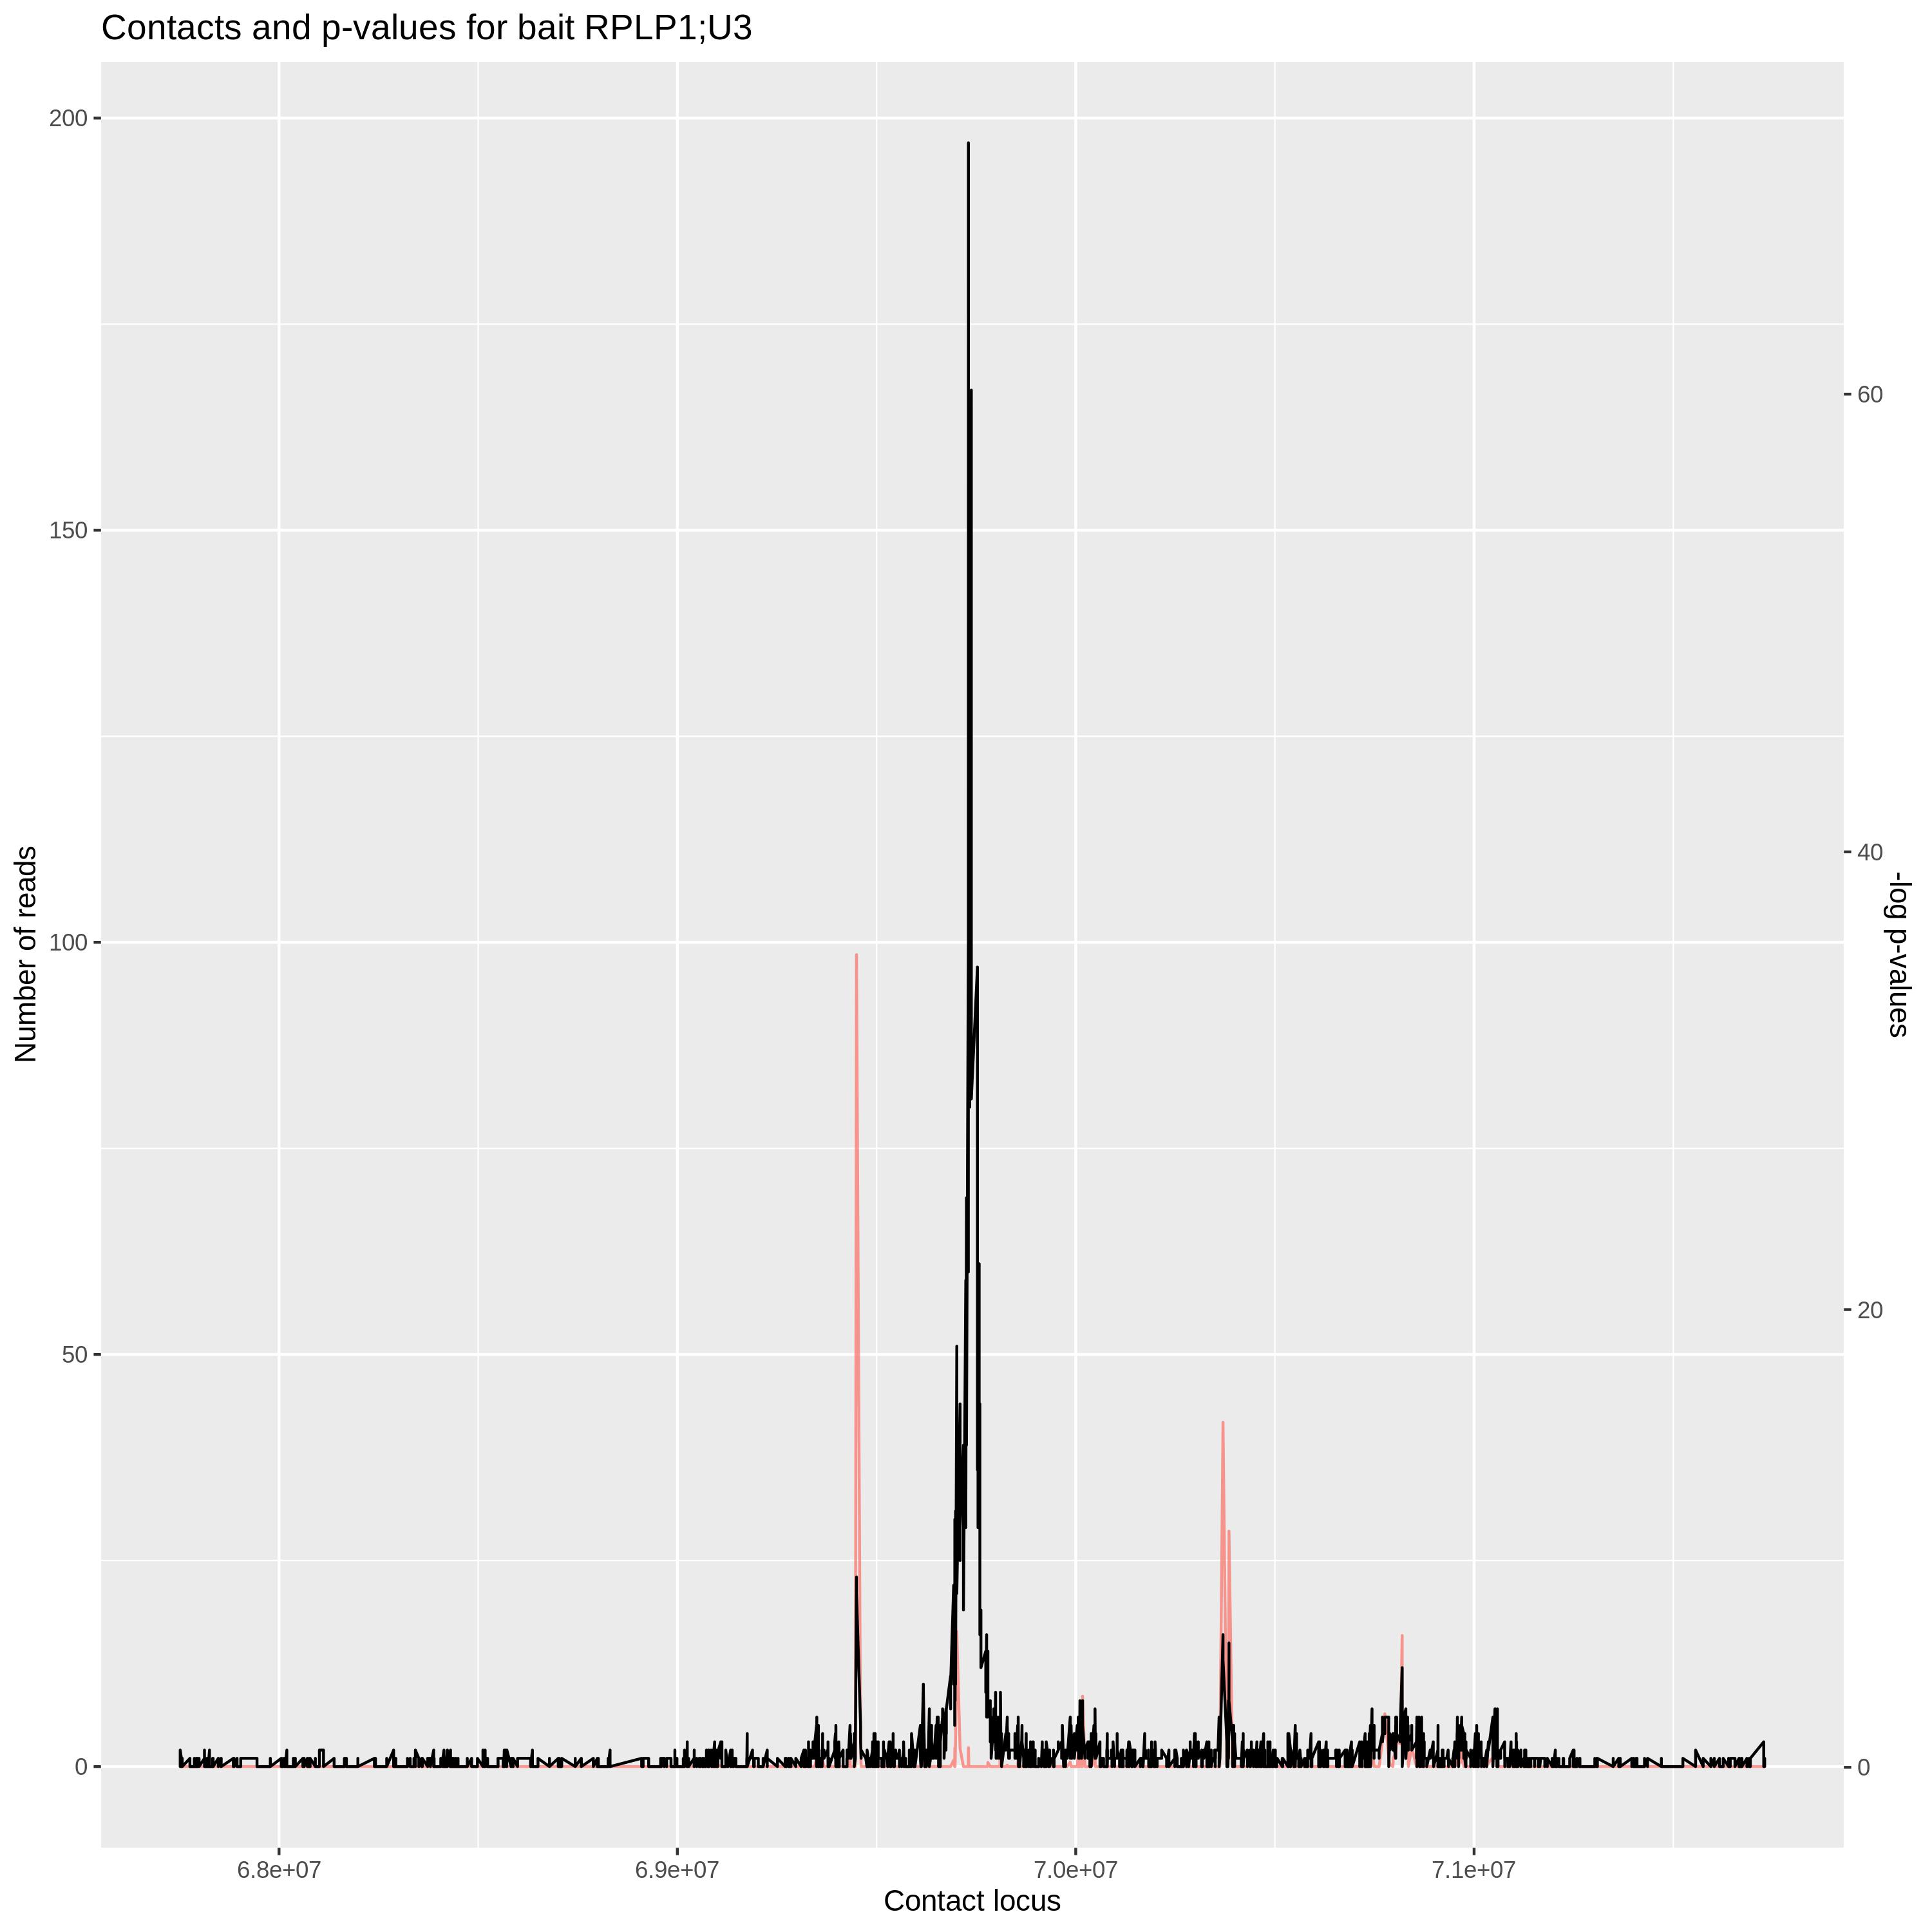 Contacts and p-values for bait RPLP1;U3
200
150
100
50
0
Number of reads
60
40
20
0
-log p-values
6.8e+07
6.9e+07
7.0e+07
7.1e+07
Contact locus